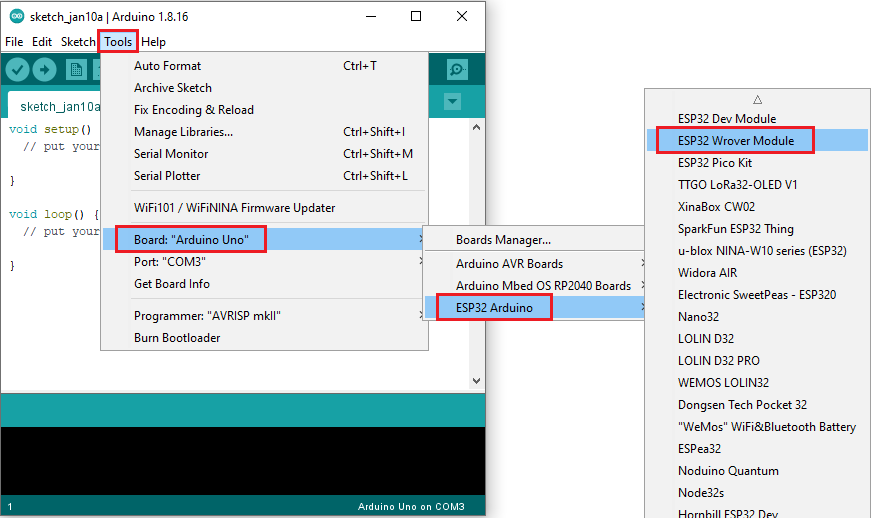 sketch_jan10a | Arduino 1.8.16
File Edit Sketch Tools Help
sketch_jan10a
void setup()
// put your
}
void loop() {
// put your
}
Auto Format Ctrl+T
Archive Sketch
Fix Encoding & Reload
Manage Libraries... Ctrl+Shift+I
Serial Monitor Ctrl+Shift+M
Serial Plotter Ctrl+Shift+L
WiFi101 / WiFiNINA Firmware Updater
Board: "Arduino Uno"
Port: "COM3"
Get Board Info
Programmer: "AVRISP mkII"
Burn Bootloader
Boards Manager...
Arduino AVR Boards
Arduino Mbed OS RP2040 Boards
ESP32 Arduino
ESP32 Dev Module
ESP32 Wrover Module
ESP32 Pico Kit
TTGO LoRa32-OLED V1
XinaBox CW02
SparkFun ESP32 Thing
u-blox NINA-W10 series (ESP32)
Widora AIR
Electronic SweetPeas - ESP320
Nano32
LOLIN D32
LOLIN D32 PRO
WEMOS LOLIN32
Dongsen Tech Pocket 32
"WeMos" WiFi&Bluetooth Battery
ESPea32
Noduino Quantum
Node32s
Hornbill ESP32 Dev
1 Arduino Uno on COM3